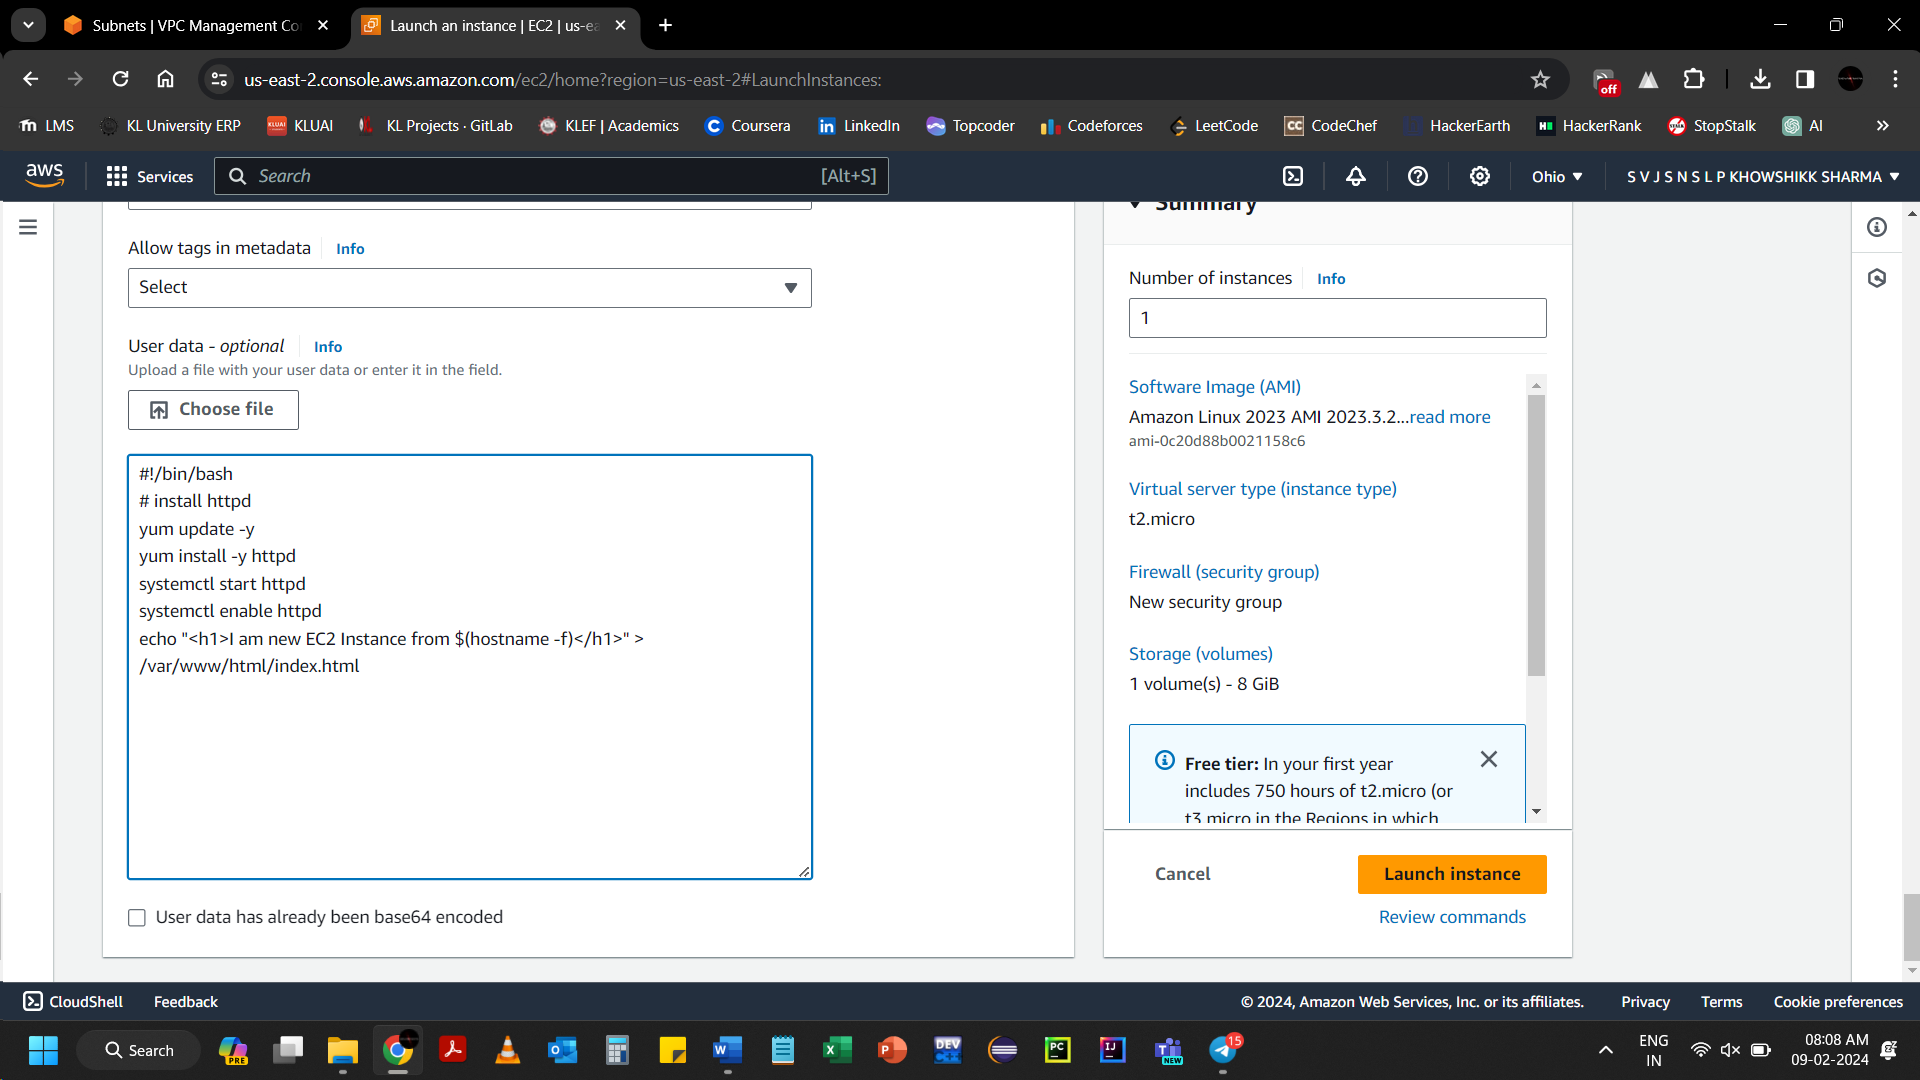 Subnets | VPC Management Co
Launch an instance | EC2 | us-ea
us-east-2.console.aws.amazon.com/ec2/home?region=us-east-2#LaunchInstances:
off
LMS
KL University ERP
KLUAI
KL Projects · GitLab
KLEF | Academics
Coursera
LinkedIn
Topcoder
Codeforces
LeetCode
CodeChef
HackerEarth
HackerRank
StopStalk
AI
aws
Services
Search
[Alt+S]
Ohio
S V J S N S L P KHOWSHIKK SHARMA
Allow tags in metadata
Info
Select
User data - optional
Info
Upload a file with your user data or enter it in the field.
Choose file
#!/bin/bash
# install httpd
yum update -y
yum install -y httpd
systemctl start httpd
systemctl enable httpd
echo "<h1>I am new EC2 Instance from $(hostname -f)</h1>" >
/var/www/html/index.html
User data has already been base64 encoded
Summary
Number of instances
Info
1
Software Image (AMI)
Amazon Linux 2023 AMI 2023.3.2...read more
ami-0c20d88b0021158c6
Virtual server type (instance type)
t2.micro
Firewall (security group)
New security group
Storage (volumes)
1 volume(s) - 8 GiB
Free tier: In your first year
includes 750 hours of t2.micro (or
t3.micro in the Regions in which
Cancel
Launch instance
Review commands
CloudShell
Feedback
© 2024, Amazon Web Services, Inc. or its affiliates.
Privacy
Terms
Cookie preferences
Search
PRE
DEV
C++
PC
IJ
NEW
15
ENG
IN
08:08 AM
09-02-2024